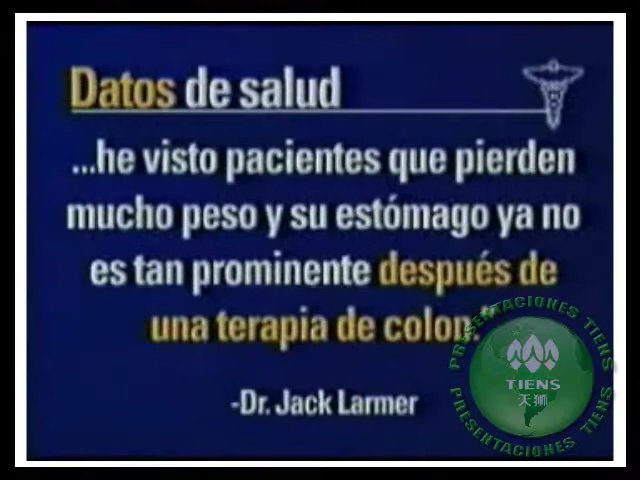 Datos de salud
...he visto pacientes que pierden
mucho peso y su estómago ya no
es tan prominente después de
una terapia de colon."
-Dr. Jack Larmer
PRESENTACIONES TIENS
TIENS
天狮
PRESENTACIONES TIENS